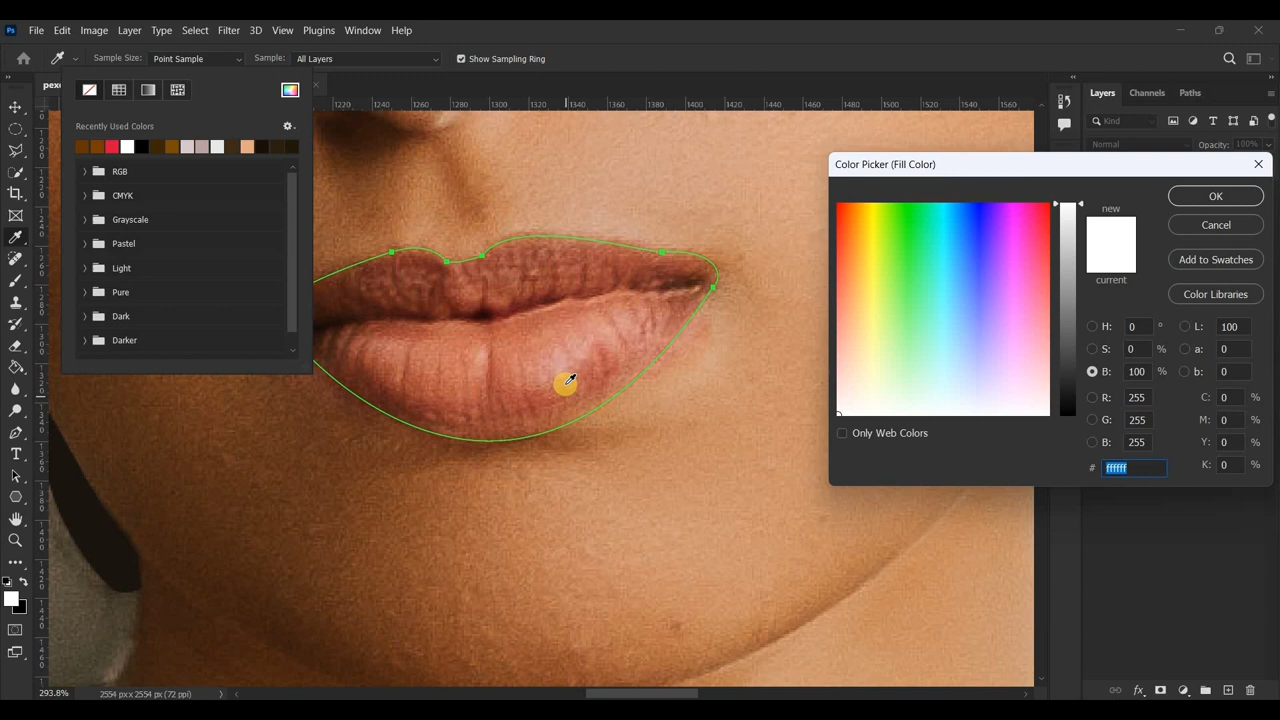 Ps File Edit Image Layer Type Select Filter 3D View Plugins Window Help
Sample Size: Point Sample Sample: All Layers Show Sampling Ring
1220 1240 1260 1280 1300 1320 1340 1360 1380 1400 1420 1440 1460 1480 1500 1520 1540 1560
Recently Used Colors
RGB
CMYK
Grayscale
Pastel
Light
Pure
Dark
Darker
Color Picker (Fill Color)
new
current
OK
Cancel
Add to Swatches
Color Libraries
H: 0 ° L: 100
S: 0 % a: 0
B: 100 % b: 0
R: 255 C: 0 %
G: 255 M: 0 %
B: 255 Y: 0 %
# ffffff K: 0 %
Only Web Colors
Layers Channels Paths
Kind
Normal Opacity: 100%
293.8% 2554 px x 2554 px (72 ppi)